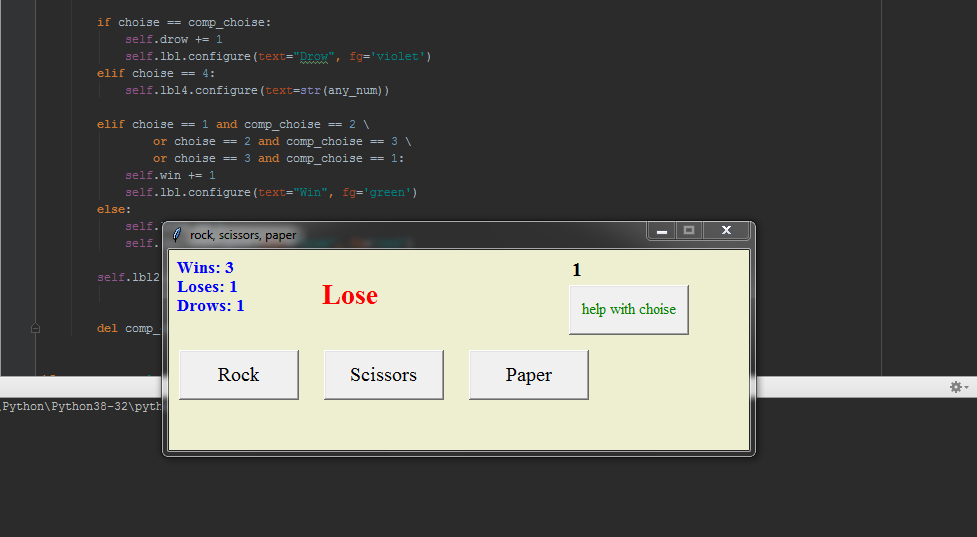 if choise == comp_choise:
self.drow += 1
self.lbl.configure(text="Drow", fg='violet')
elif choise == 4:
self.lbl4.configure(text=str(any_num))
elif choise == 1 and comp_choise == 2 \
or choise == 2 and comp_choise == 3 \
or choise == 3 and comp_choise == 1:
self.win += 1
self.lbl.configure(text="Win", fg='green')
else:
self.
self.
self.lbl2
del comp_
rock, scissors, paper
Wins: 3
Loses: 1
Drows: 1
Lose
1
help with choise
Rock
Scissors
Paper
\Python\Python38-32\pyth